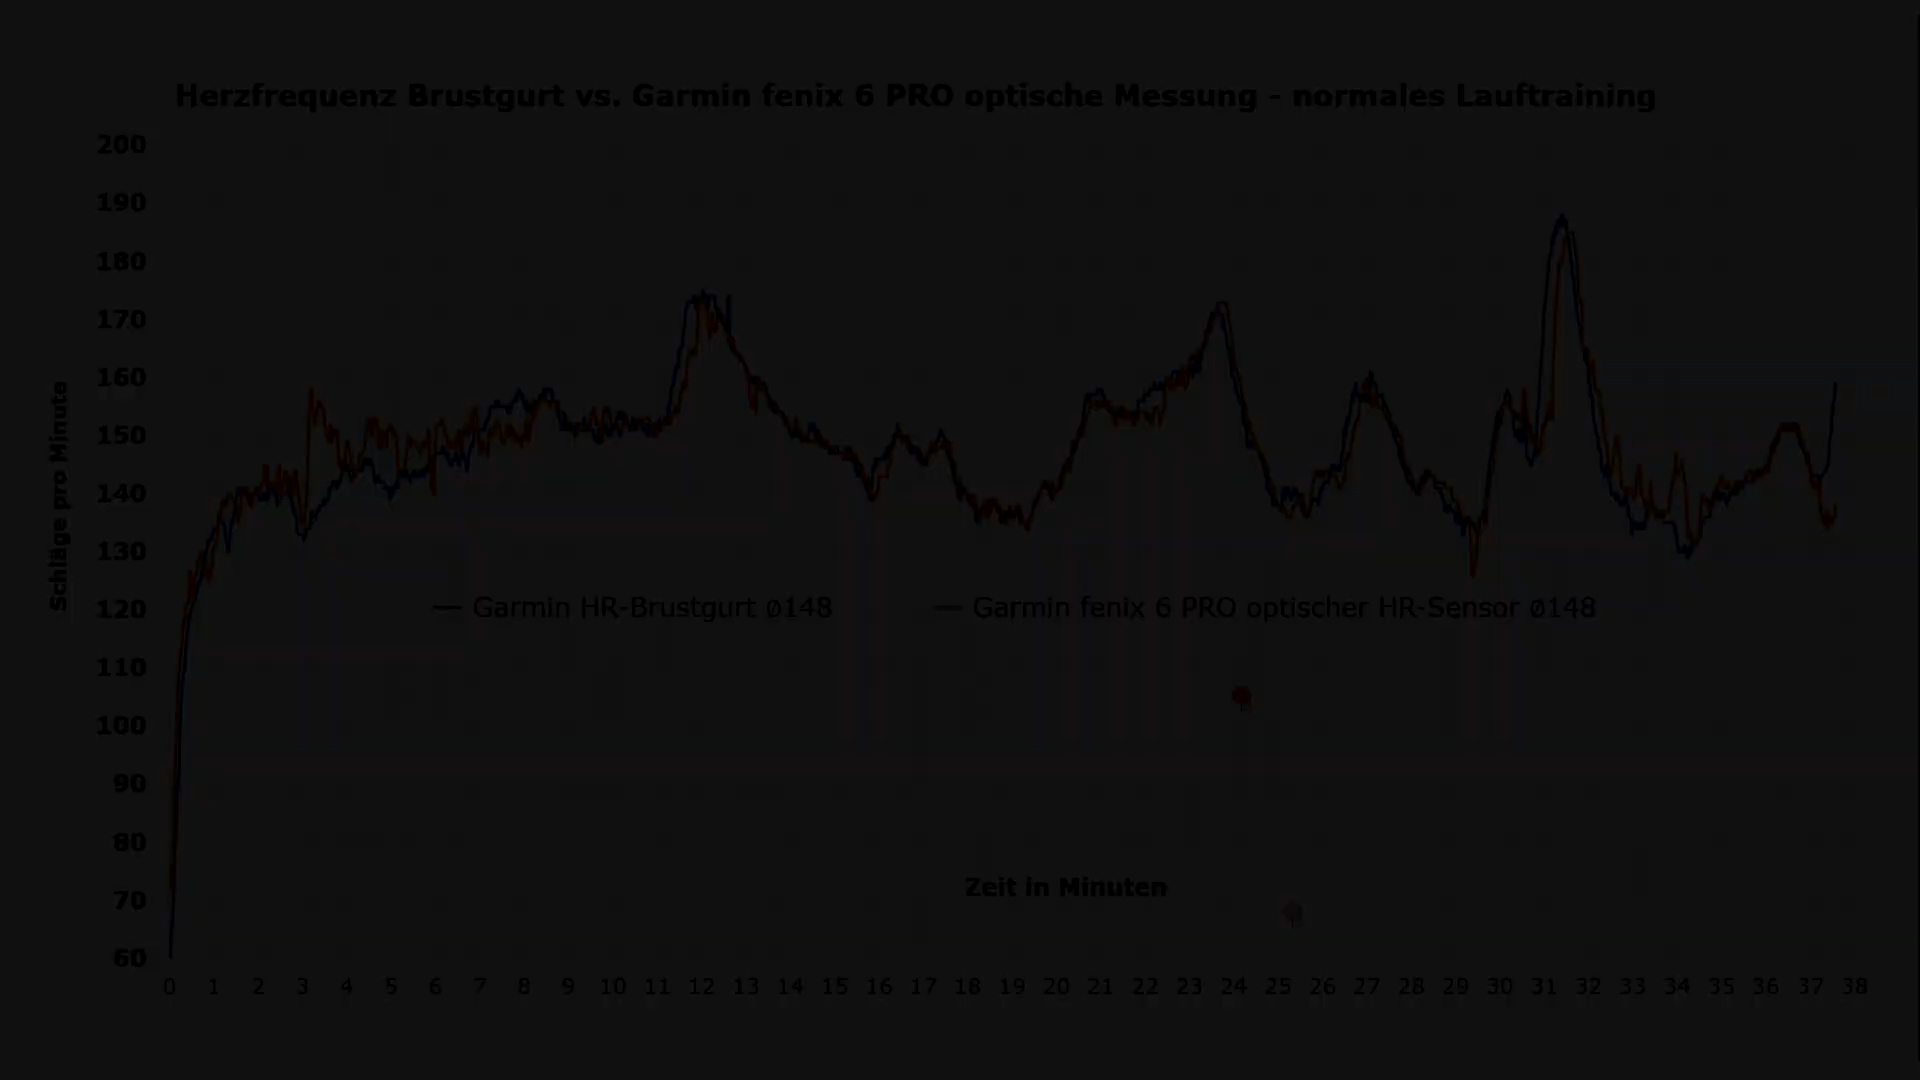 Herzfrequenz Brustgurt vs. Garmin fenix 6 PRO optische Messung - normales Lauftraining
200
190
180
170
160
150
140
130
120
110
100
90
80
70
60
Schläge pro Minute
Garmin HR-Brustgurt ø148
Garmin fenix 6 PRO optischer HR-Sensor ø148
Zeit in Minuten
0 1 2 3 4 5 6 7 8 9 10 11 12 13 14 15 16 17 18 19 20 21 22 23 24 25 26 27 28 29 30 31 32 33 34 35 36 37 38